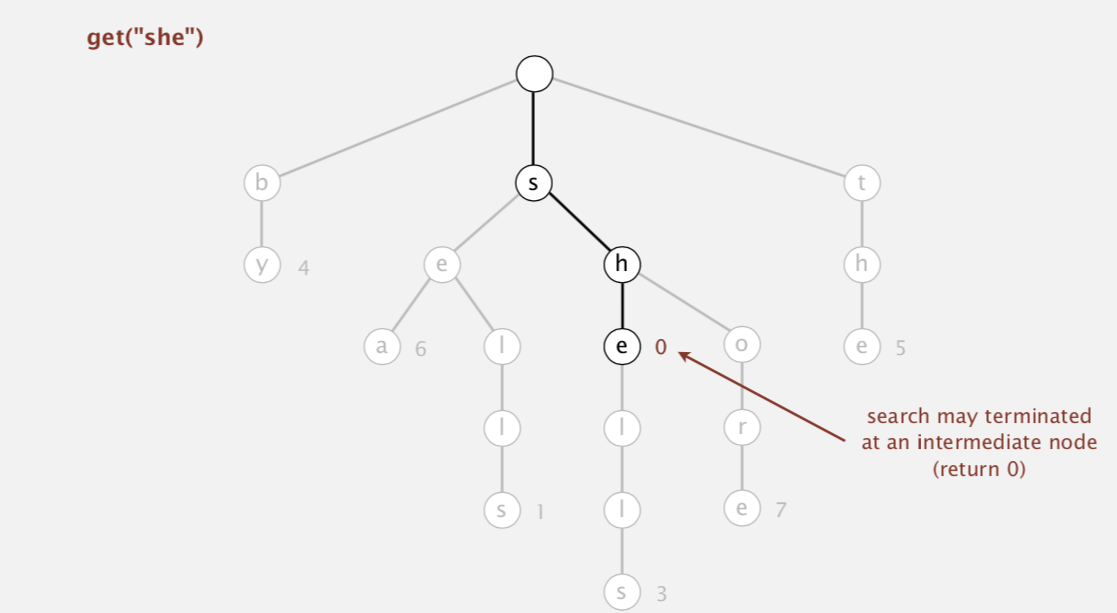 get("she")
b s t
y 4 e h h
a 6 l e 0 o e 5
l l r
s 1 l e 7
s 3
search may terminated
at an intermediate node
(return 0)